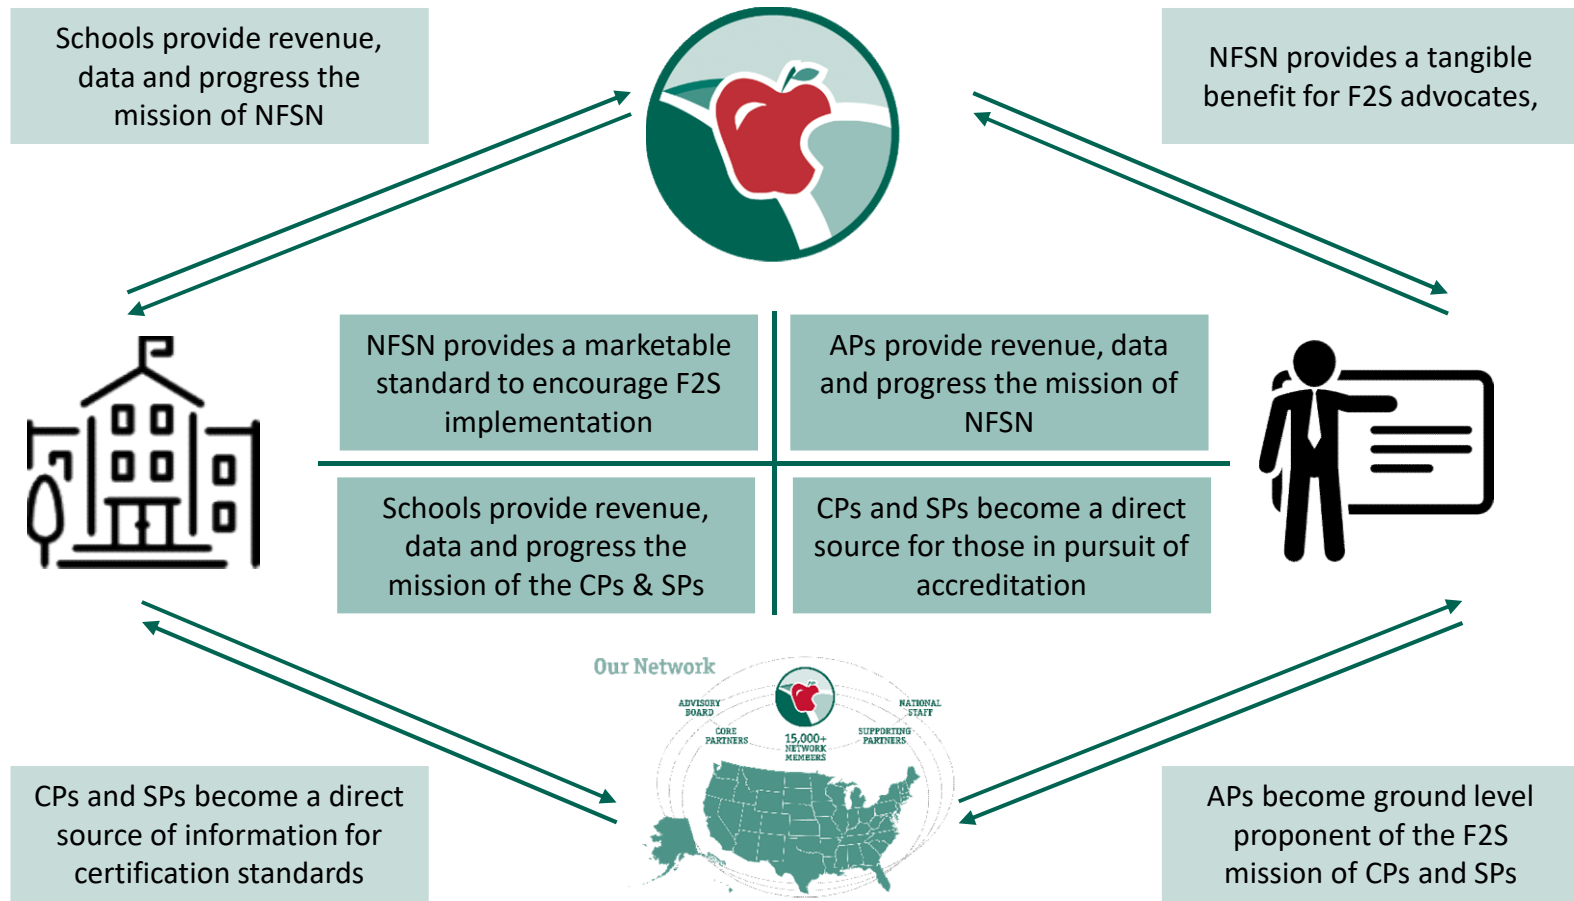 Schools provide revenue,
data and progress the
mission of NFSN
NFSN provides a tangible
benefit for F2S advocates,
NFSN provides a marketable
standard to encourage F2S
implementation
APs provide revenue, data
and progress the mission of
NFSN
Schools provide revenue,
data and progress the
mission of the CPs & SPs
CPs and SPs become a direct
source for those in pursuit of
accreditation
Our Network
ADVISORY
BOARD
NATIONAL
STAFF
CORE
PARTNERS
15,000+
NETWORK
MEMBERS
SUPPORTING
PARTNERS
CPs and SPs become a direct
source of information for
certification standards
APs become ground level
proponent of the F2S
mission of CPs and SPs